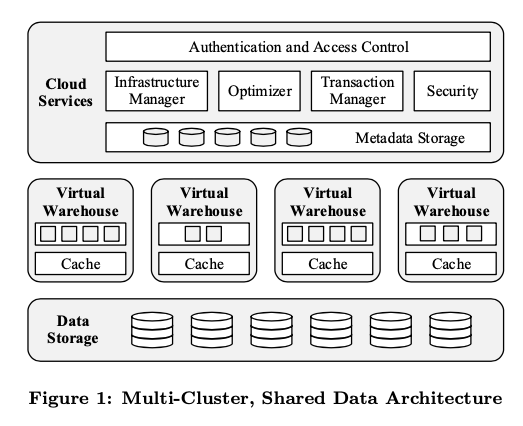 Authentication and Access Control
Cloud
Services
Infrastructure
Manager
Optimizer
Transaction
Manager
Security
Metadata Storage
Virtual
Warehouse
Cache
Virtual
Warehouse
Cache
Virtual
Warehouse
Cache
Virtual
Warehouse
Cache
Data
Storage
Figure 1: Multi-Cluster, Shared Data Architecture